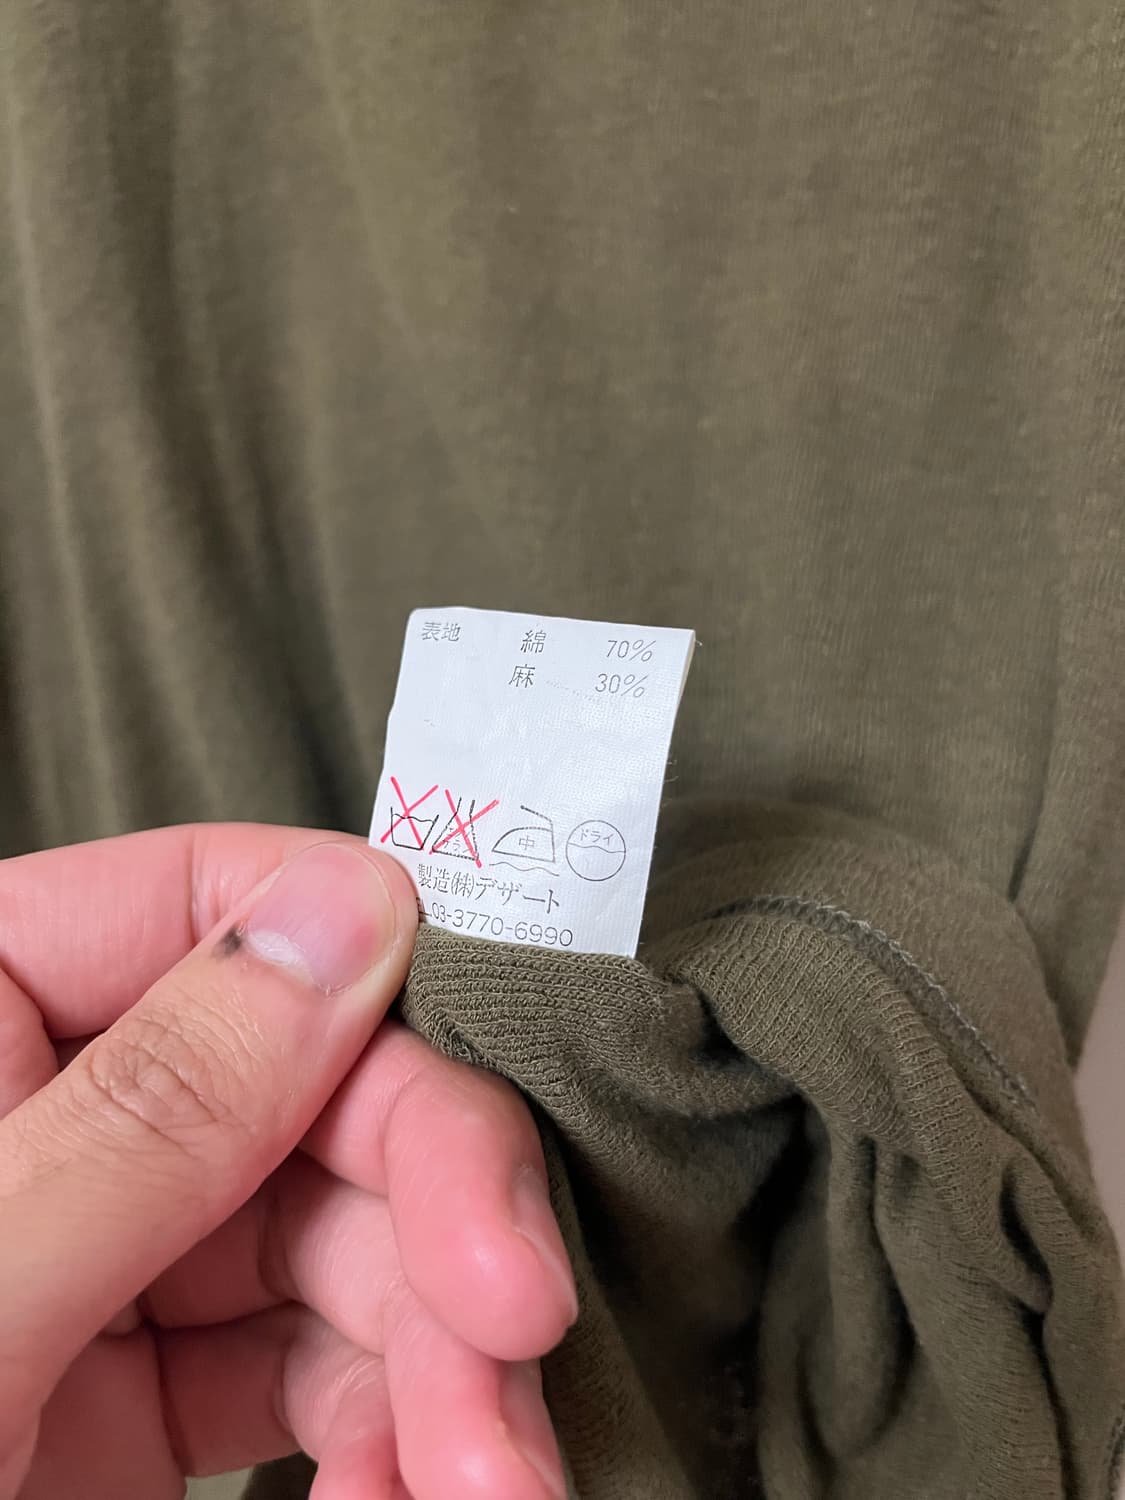 表地 綿 70%
麻 30%
中 ドライ
製造(株)デザート
03-3770-6990